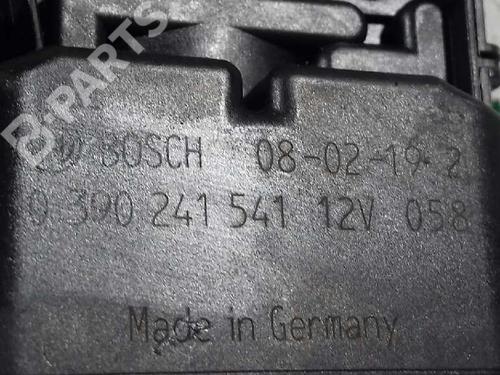 B-PARTS
BOSCH 08-02-19 2
0 390 241 541 12V 058
Made in Germany